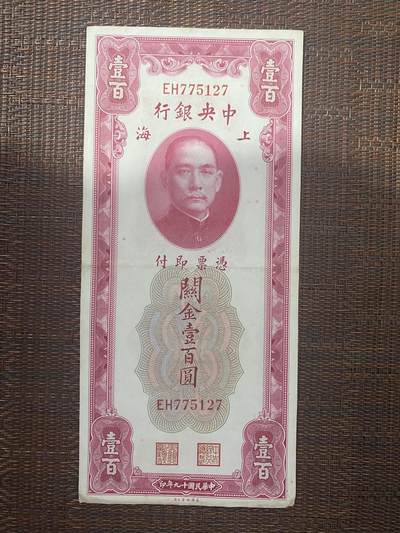 壹百
壹百
EH775127
中央銀行
上海
憑票即付
關金壹百圓
EH775127
壹百
壹百
中華民國十九年印